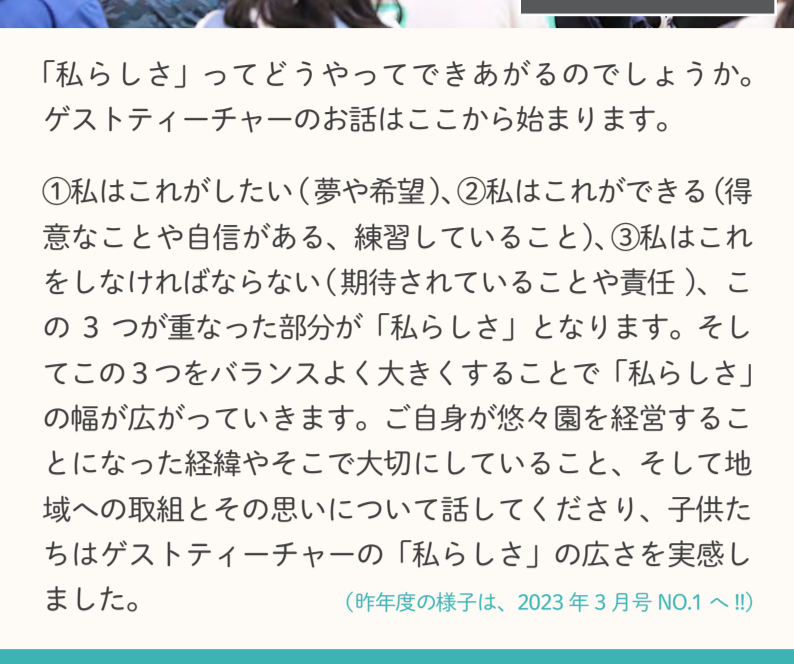 「私らしさ」ってどうやってできあがるのでしょうか。
ゲストティーチャーのお話はここから始まります。
①私はこれがしたい(夢や希望)、②私はこれができる(得
意なことや自信がある、練習していること)、③私はこれ
をしなければならない(期待されていることや責任 )、こ
の 3 つが重なった部分が「私らしさ」となります。そし
てこの3つをバランスよく大きくすることで「私らしさ」
の幅が広がっていきます。ご自身が悠々園を経営するこ
とになった経緯やそこで大切にしていること、そして地
域への取組とその思いについて話してくださり、子供た
ちはゲストティーチャーの「私らしさ」の広さを実感し
ました。
(昨年度の様子は、2023 年 3 月号 NO.1 へ !!)